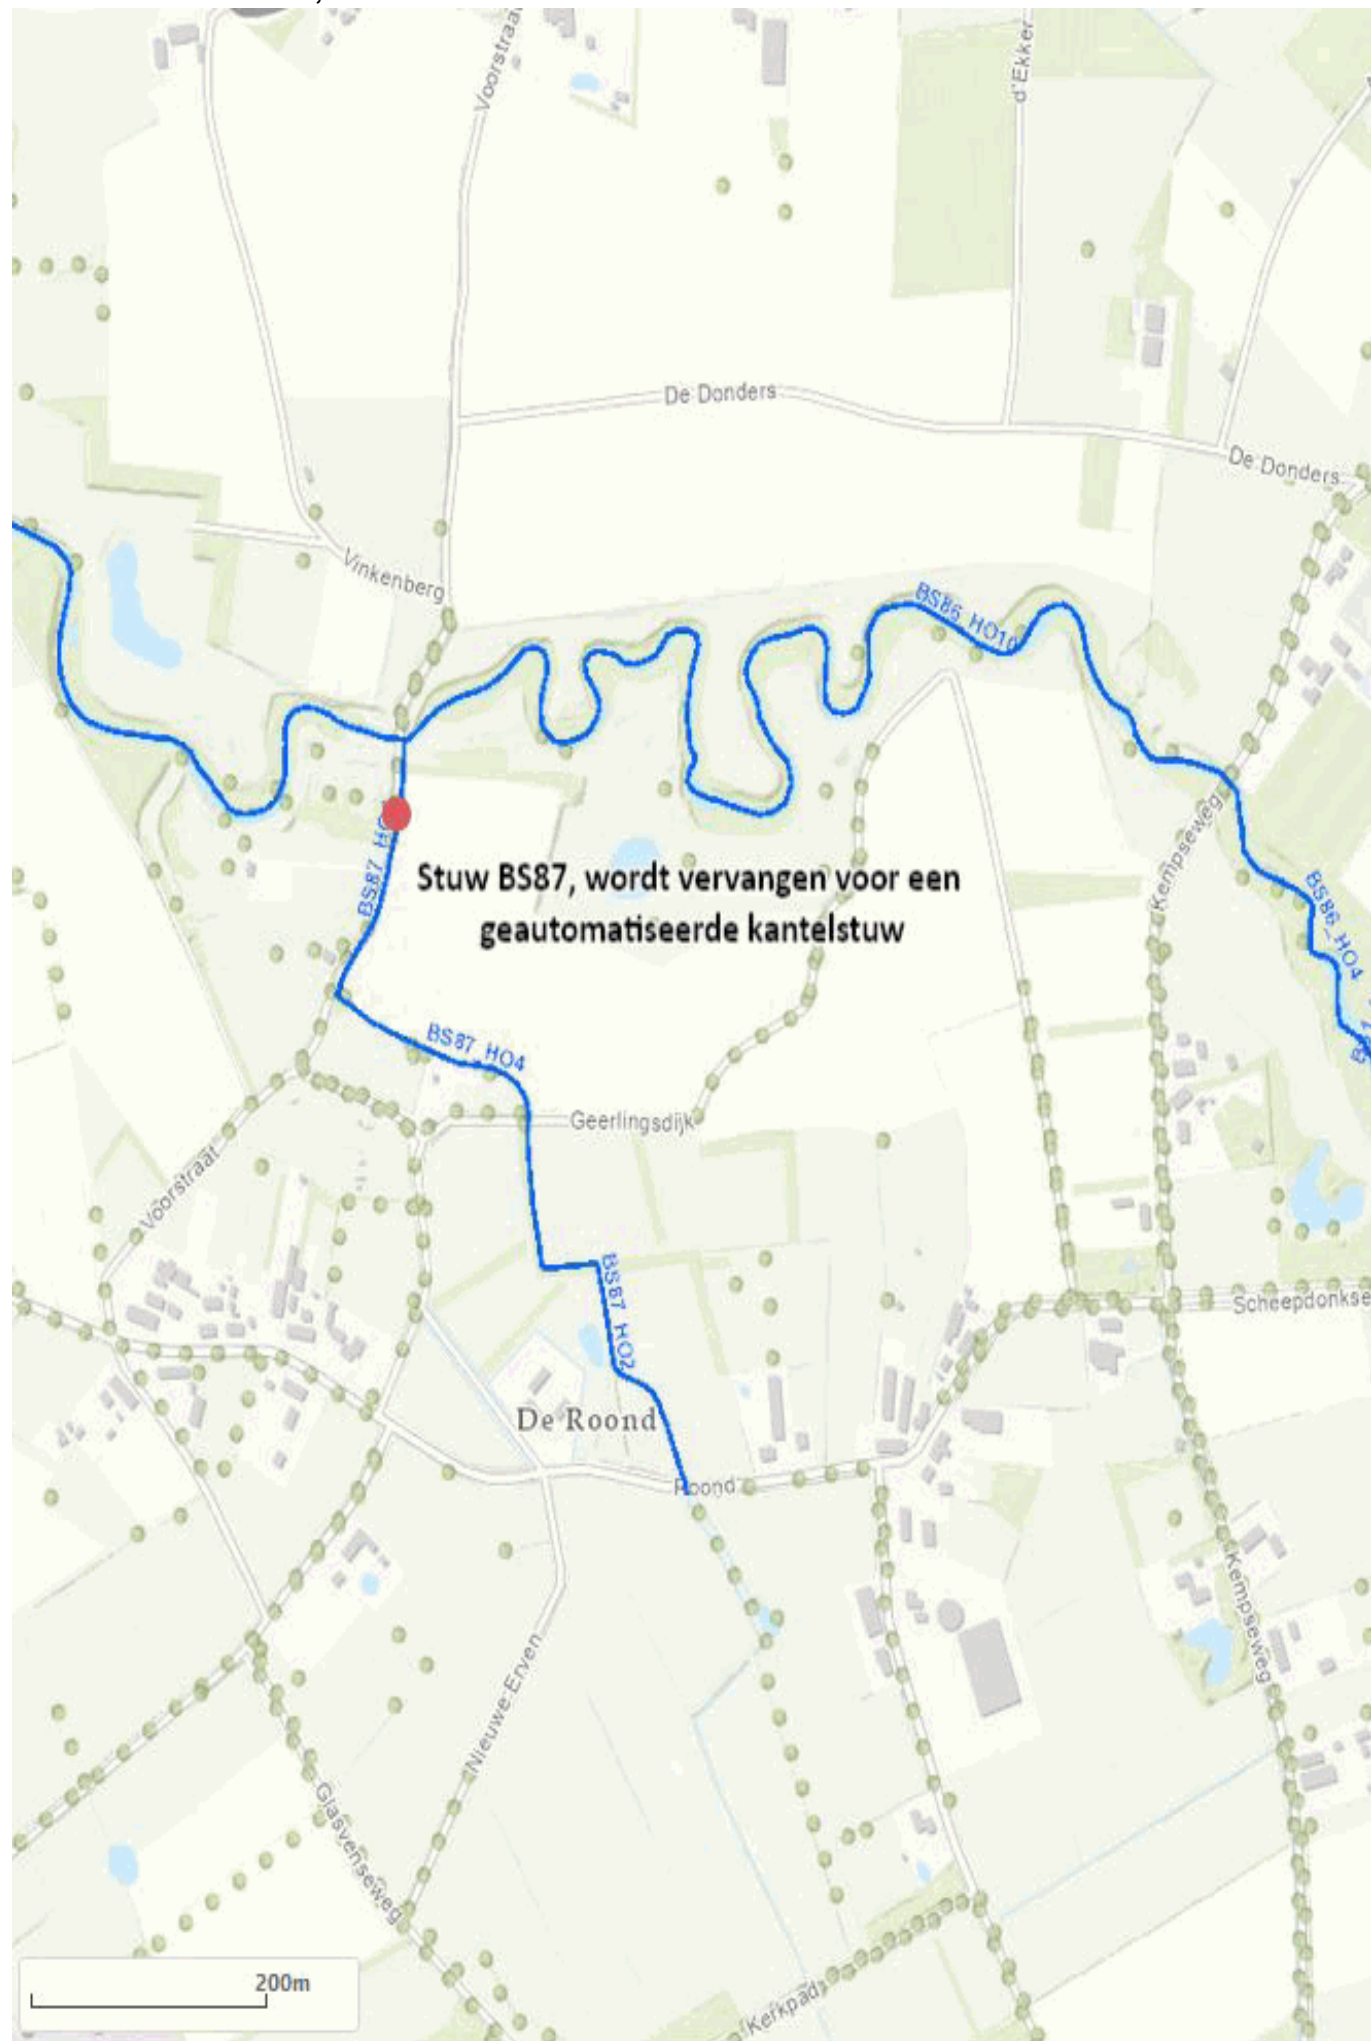 Voorstraat
d'Ekker
De Donders
De Donders
Vinkenberg
BS86_HO10
Kempseweg
BS87_HO
Stuw BS87, wordt vervangen voor een
geautomatiseerde kantelstuw
BS86_HO4
BS87_HO4
Geerlingsdijk
Voorstraat
BS87_HO2
Scheepdonkse
De Roond
Roond
Kempseweg
Nieuwe Erven
Glasvenseweg
200m
Kerkpad